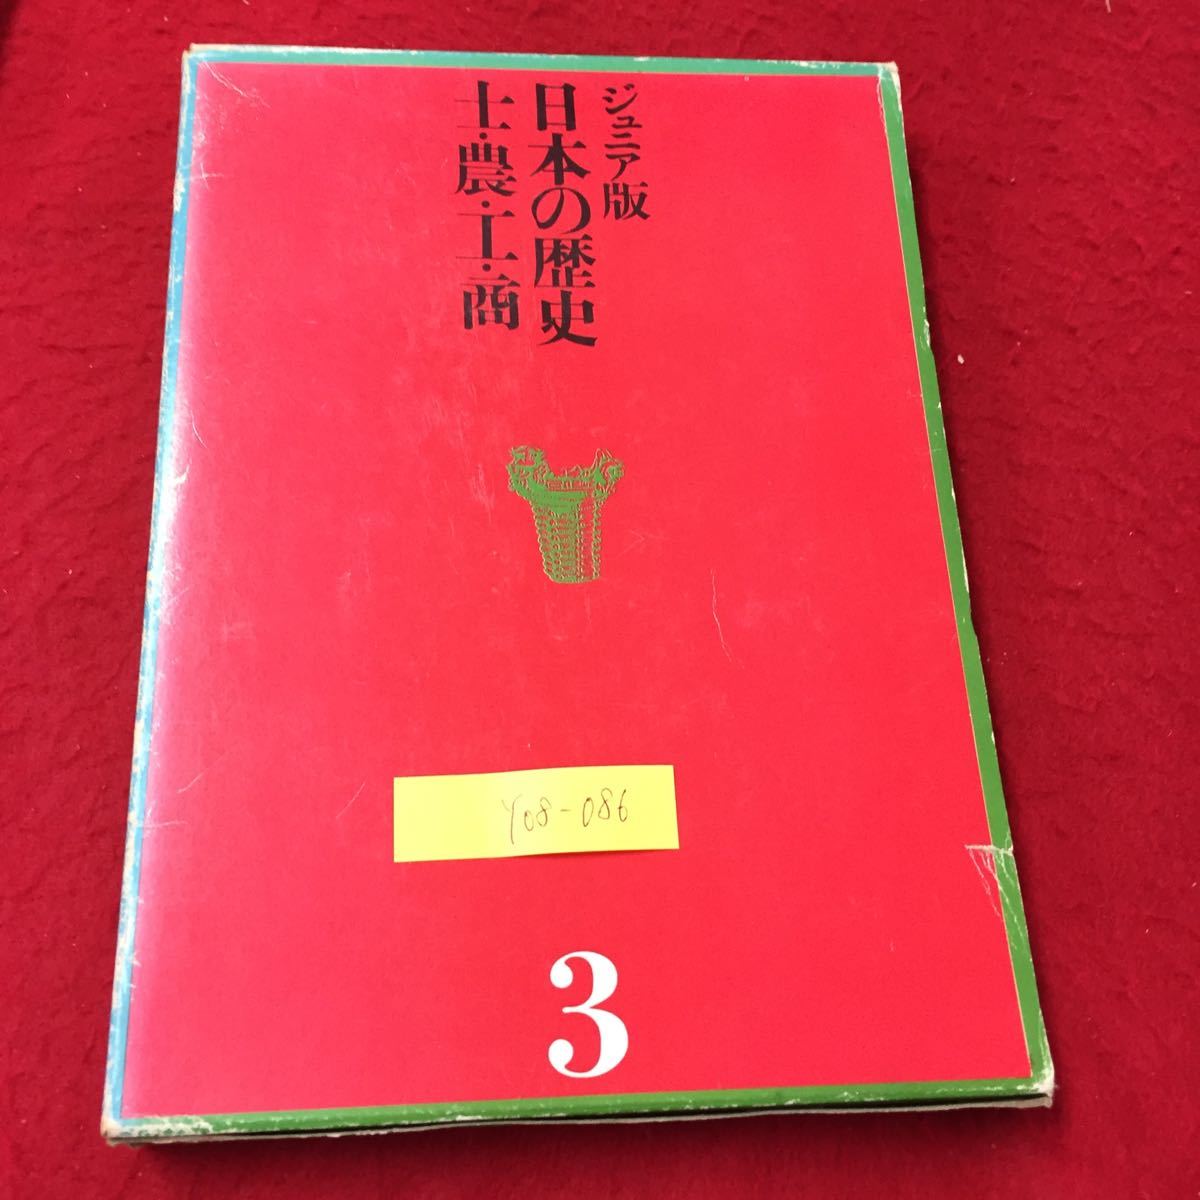 ジュニア版
日本の歴史
士・農・工・商
Y08-086
3